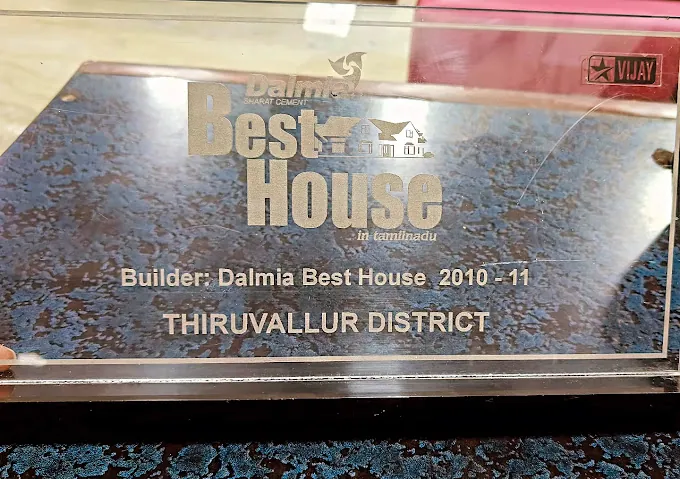 Dalmia
BHARAT CEMENT
VIJAY
Best
House
in tamilnadu
Builder: Dalmia Best House 2010 - 11
THIRUVALLUR DISTRICT